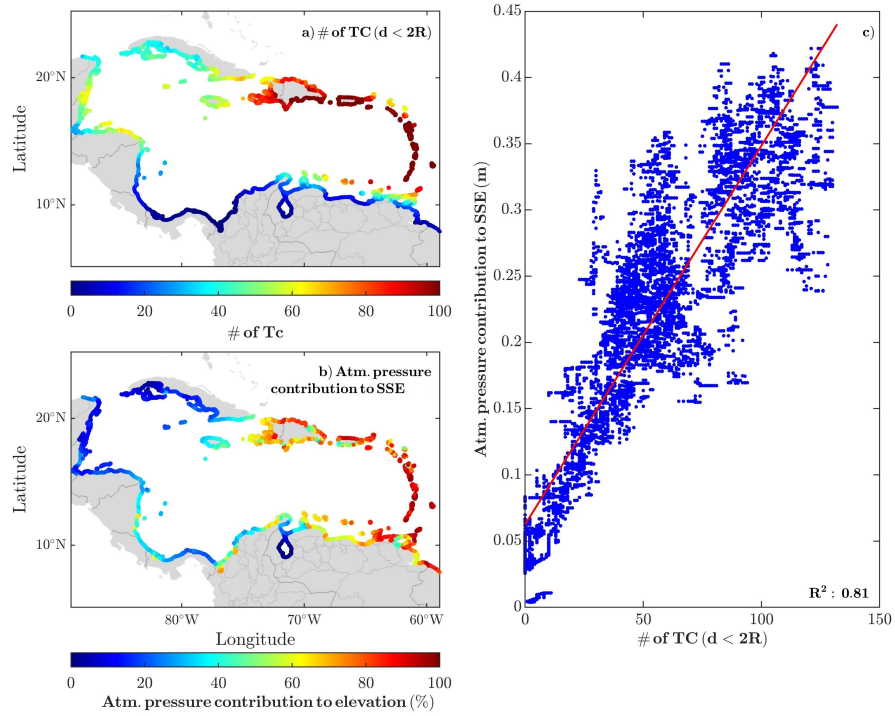 a) # of TC (d < 2R)
20°N
10°N
Latitude
0 20 40 60 80 100
# of Tc
b) Atm. pressure
contribution to SSE
20°N
10°N
Latitude
80°W 70°W 60°W
Longitude
0 20 40 60 80 100
Atm. pressure contribution to elevation (%)
c)
0.45
0.4
0.35
0.3
0.25
0.2
0.15
0.1
0.05
0
Atm. pressure contribution to SSE (m)
R² : 0.81
0 50 100 150
# of TC (d < 2R)